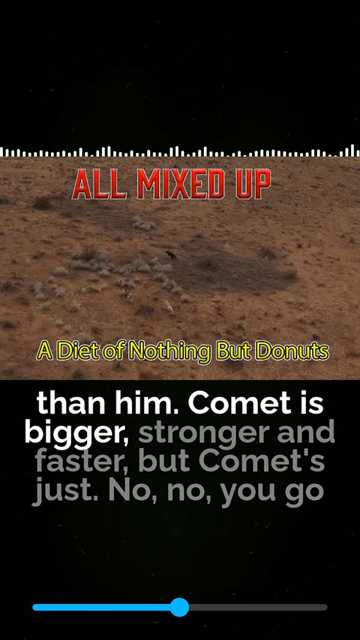 ALL MIXED UP
A Diet of Nothing But Donuts
than him. Comet is
bigger, stronger and
faster, but Comet's
just. No, no, you go